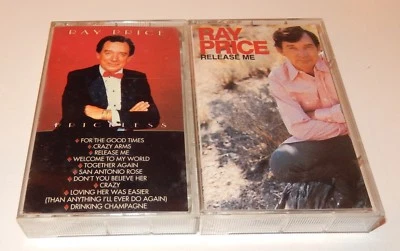 RAY PRICE
PRICELESS
• FOR THE GOOD TIMES
• CRAZY ARMS
• RELEASE ME
• WELCOME TO MY WORLD
• TOGETHER AGAIN
• SAN ANTONIO ROSE
• DON'T YOU BELIEVE HER
• CRAZY
• LOVING HER WAS EASIER
(THAN ANYTHING I'LL EVER DO AGAIN)
• DRINKING CHAMPAGNE
RAY
PRICE
RELEASE ME